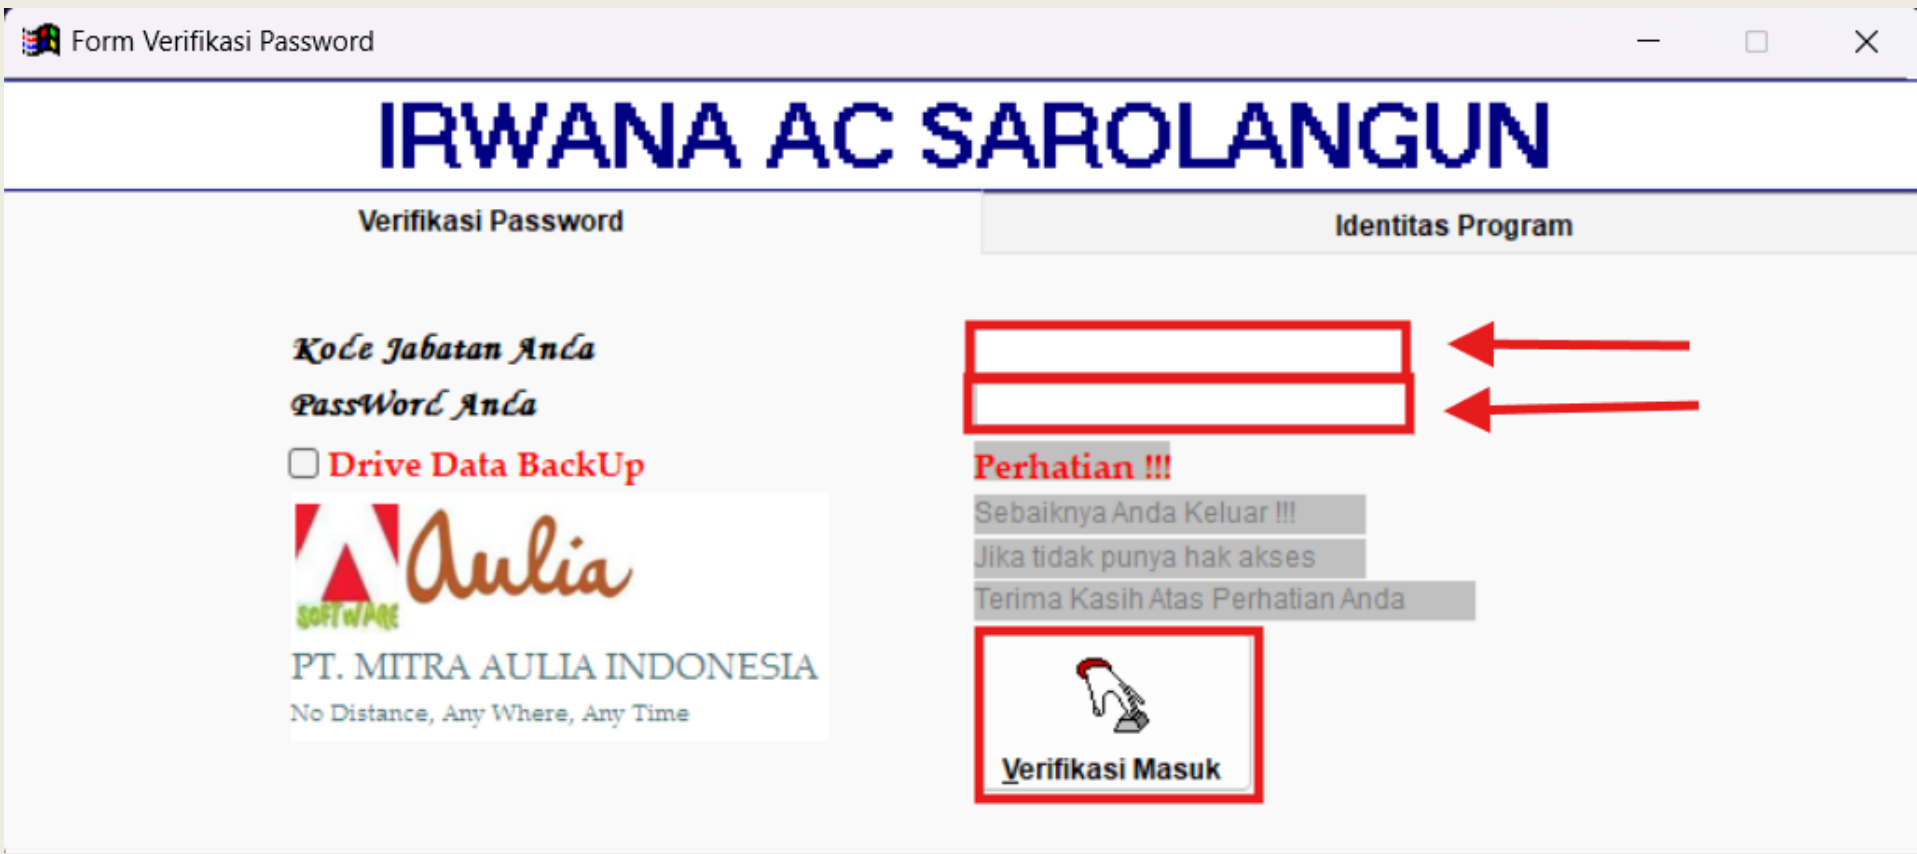 Form Verifikasi Password
IRWANA AC SAROLANGUN
Verifikasi Password
Identitas Program
Kode Jabatan Anda
PassWord Anda
Drive Data BackUp
Perhatian !!!
Sebaiknya Anda Keluar !!!
Jika tidak punya hak akses
Terima Kasih Atas Perhatian Anda
Aulia
SOFTWARE
PT. MITRA AULIA INDONESIA
No Distance, Any Where, Any Time
Verifikasi Masuk